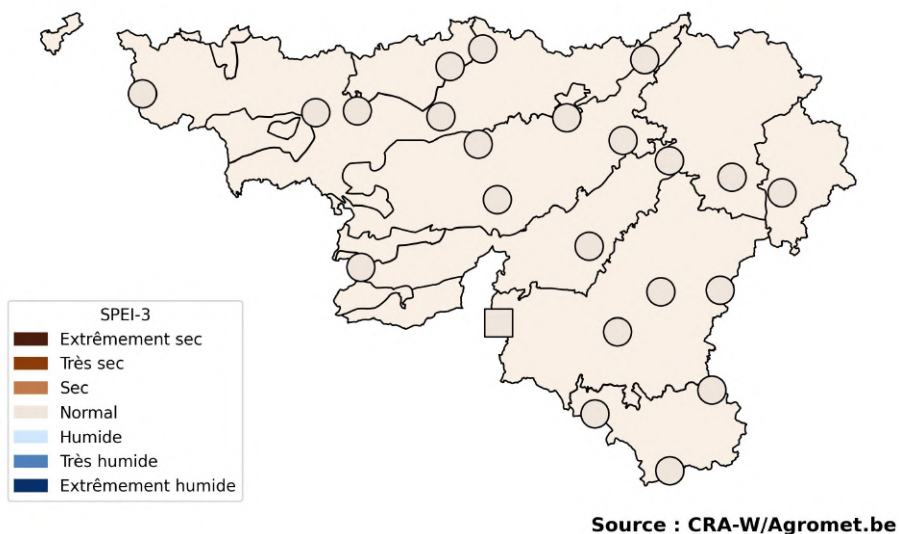 SPEI-3
Extrêmement sec
Très sec
Sec
Normal
Humide
Très humide
Extrêmement humide
Source : CRA-W/Agromet.be